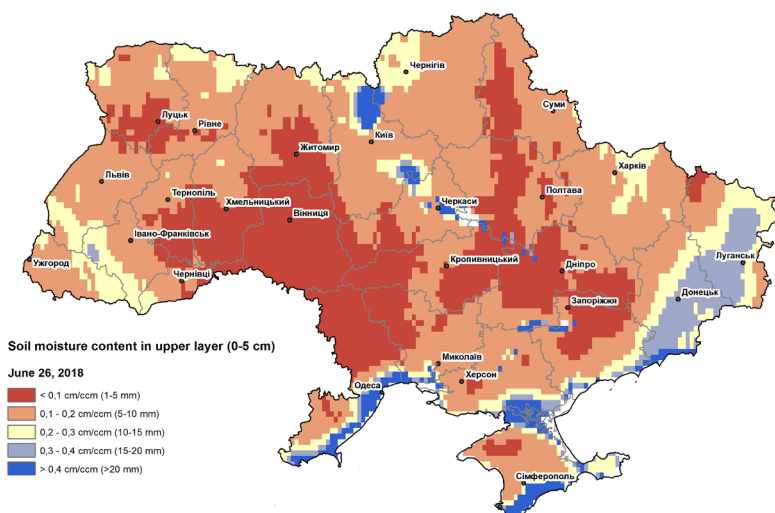 Чернігів
Суми
Луцьк
Рівне
Київ
Житомир
Харків
Львів
Тернопіль
Хмельницький
Полтава
Черкаси
Вінниця
Івано-Франківськ
Ужгород
Луганськ
Кропивницький
Дніпро
Чернівці
Донецьк
Запоріжжя
Soil moisture content in upper layer (0-5 cm)
Миколаїв
June 26, 2018
Херсон
Одеса
< 0,1 cm/ccm (1-5 mm)
0,1 - 0,2 cm/ccm (5-10 mm)
0,2 - 0,3 cm/ccm (10-15 mm)
0,3 - 0,4 cm/ccm (15-20 mm)
> 0,4 cm/ccm (>20 mm)
Сімферополь